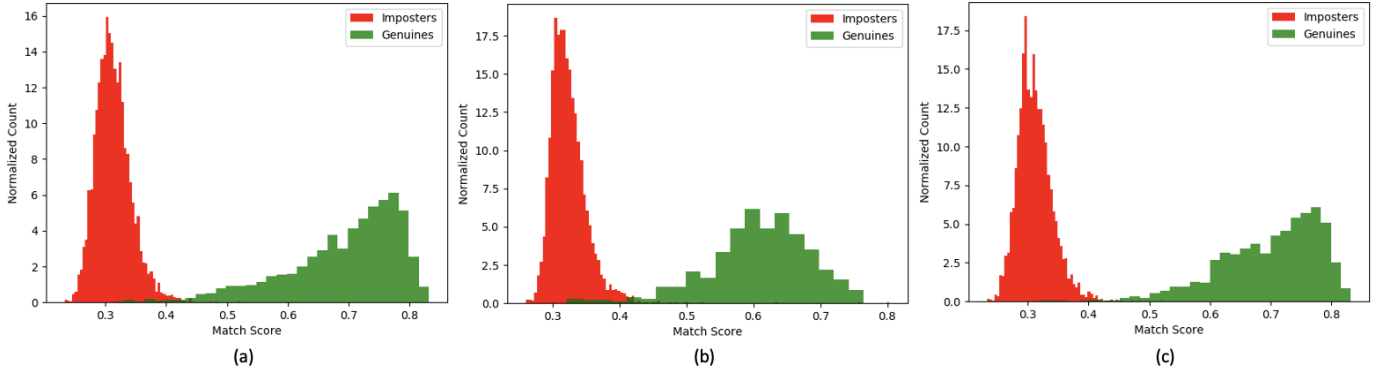 16
14
12
10
8
6
4
2
0
Normalized Count
0.3 0.4 0.5 0.6 0.7 0.8
Match Score
Imposters
Genuines
(a)
17.5
15.0
12.5
10.0
7.5
5.0
2.5
0.0
Normalized Count
0.3 0.4 0.5 0.6 0.7 0.8
Match Score
Imposters
Genuines
(b)
17.5
15.0
12.5
10.0
7.5
5.0
2.5
0.0
Normalized Count
0.3 0.4 0.5 0.6 0.7 0.8
Match Score
Imposters
Genuines
(c)